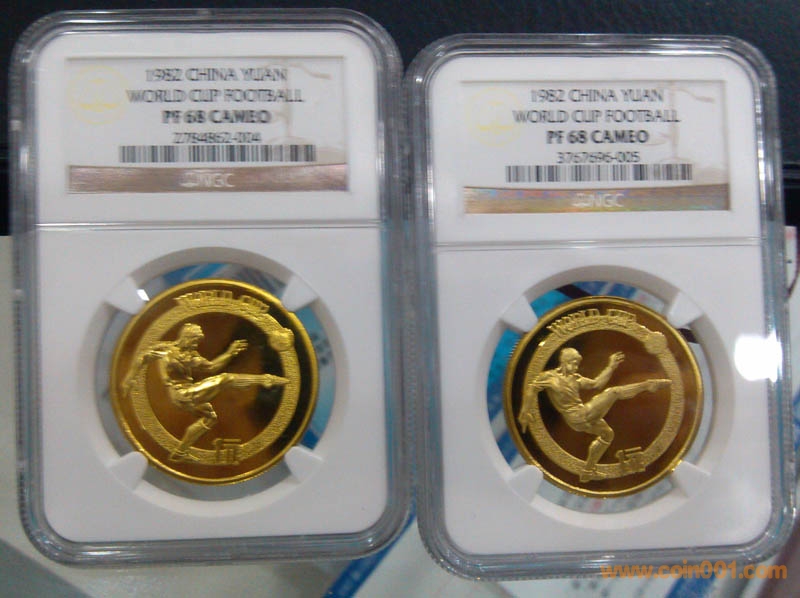 1982 CHINA YUAN
WORLD CUP FOOTBALL
PF 68 CAMEO
2784862-004
NGC
WORLD CUP
1元
1982 CHINA YUAN
WORLD CUP FOOTBALL
PF 68 CAMEO
3767696-005
NGC
WORLD CUP
1元
www.coin001.com